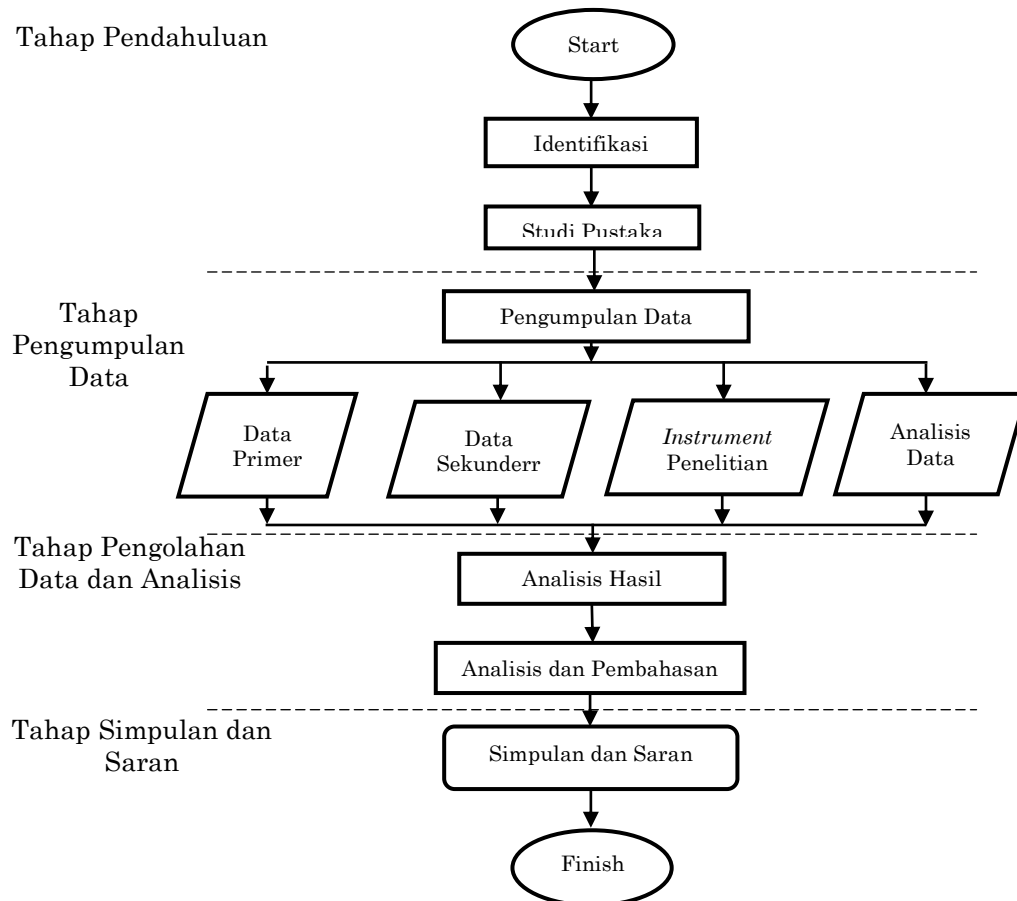 Tahap Pendahuluan
Start
Identifikasi
Studi Pustaka
Tahap
Pengumpulan
Data
Pengumpulan Data
Data
Primer
Data
Sekunderr
Instrument
Penelitian
Analisis
Data
Tahap Pengolahan
Data dan Analisis
Analisis Hasil
Analisis dan Pembahasan
Tahap Simpulan dan
Saran
Simpulan dan Saran
Finish